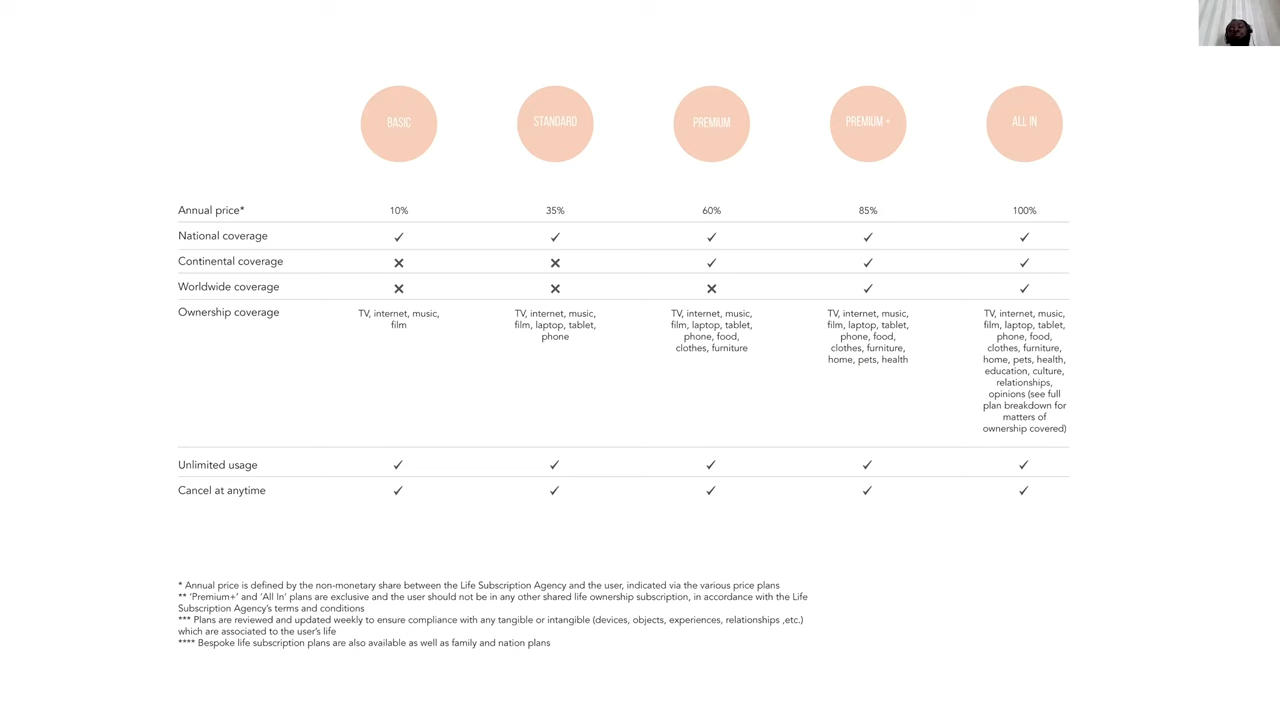 BASIC STANDARD PREMIUM PREMIUM + ALL IN
Annual price* 10% 35% 60% 85% 100%
National coverage ✓ ✓ ✓ ✓ ✓
Continental coverage ✕ ✕ ✓ ✓ ✓
Worldwide coverage ✕ ✕ ✕ ✓ ✓
Ownership coverage
TV, internet, music,
film
TV, internet, music,
film, laptop, tablet,
phone
TV, internet, music,
film, laptop, tablet,
phone, food,
clothes, furniture
TV, internet, music,
film, laptop, tablet,
phone, food,
clothes, furniture,
home, pets, health
TV, internet, music,
film, laptop, tablet,
phone, food,
clothes, furniture,
home, pets, health,
education, culture,
relationships,
opinions (see full
plan breakdown for
matters of
ownership covered)
Unlimited usage ✓ ✓ ✓ ✓ ✓
Cancel at anytime ✓ ✓ ✓ ✓ ✓
* Annual price is defined by the non-monetary share between the Life Subscription Agency and the user, indicated via the various price plans
** ‘Premium+’ and ‘All In’ plans are exclusive and the user should not be in any other shared life ownership subscription, in accordance with the Life
Subscription Agency’s terms and conditions
*** Plans are reviewed and updated weekly to ensure compliance with any tangible or intangible (devices, objects, experiences, relationships ,etc.)
which are associated to the user’s life
**** Bespoke life subscription plans are also available as well as family and nation plans